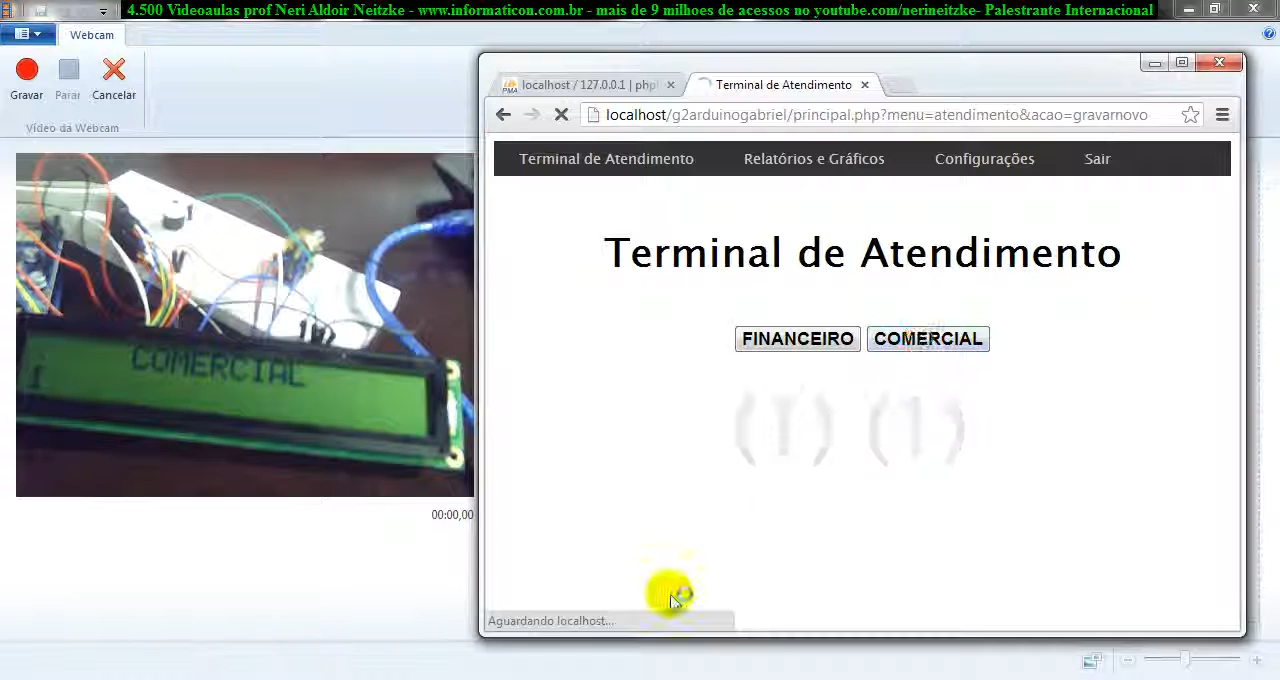 4.500 Videoaulas prof Neri Aldoir Neitzke - www.informaticon.com.br - mais de 9 milhoes de acessos no youtube.com/nerineitzke- Palestrante Internacional
Webcam
Gravar Parar Cancelar
Vídeo da Webcam
localhost / 127.0.0.1 | php
PMA
Terminal de Atendimento
localhost/g2arduinogabriel/principal.php?menu=atendimento&acao=gravarnovo
Terminal de Atendimento Relatórios e Gráficos Configurações Sair
Terminal de Atendimento
FINANCEIRO COMERCIAL
COMERCIAL
1
00:00,00
Aguardando localhost...